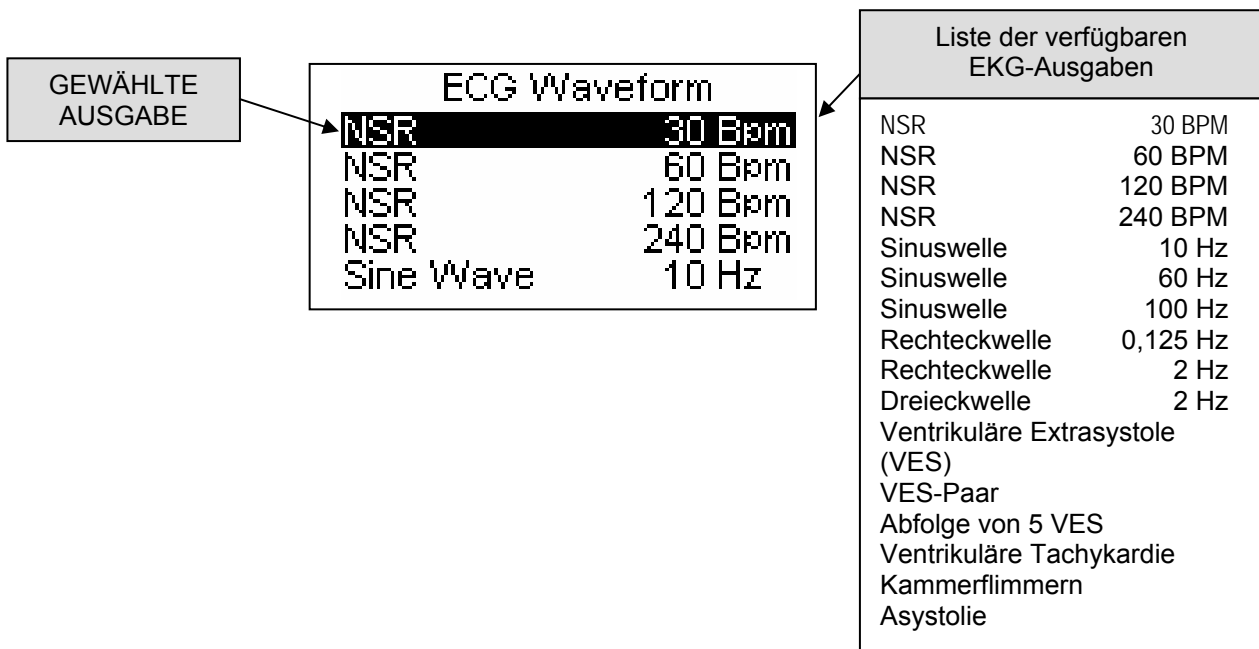 GEWÄHLTE
AUSGABE
ECG Waveform
NSR 30 Bpm
NSR 60 Bpm
NSR 120 Bpm
NSR 240 Bpm
Sine Wave 10 Hz
Liste der verfügbaren
EKG-Ausgaben
NSR 30 BPM
NSR 60 BPM
NSR 120 BPM
NSR 240 BPM
Sinuswelle 10 Hz
Sinuswelle 60 Hz
Sinuswelle 100 Hz
Rechteckwelle 0,125 Hz
Rechteckwelle 2 Hz
Dreieckwelle 2 Hz
Ventrikuläre Extrasystole
(VES)
VES-Paar
Abfolge von 5 VES
Ventrikuläre Tachykardie
Kammerflimmern
Asystolie